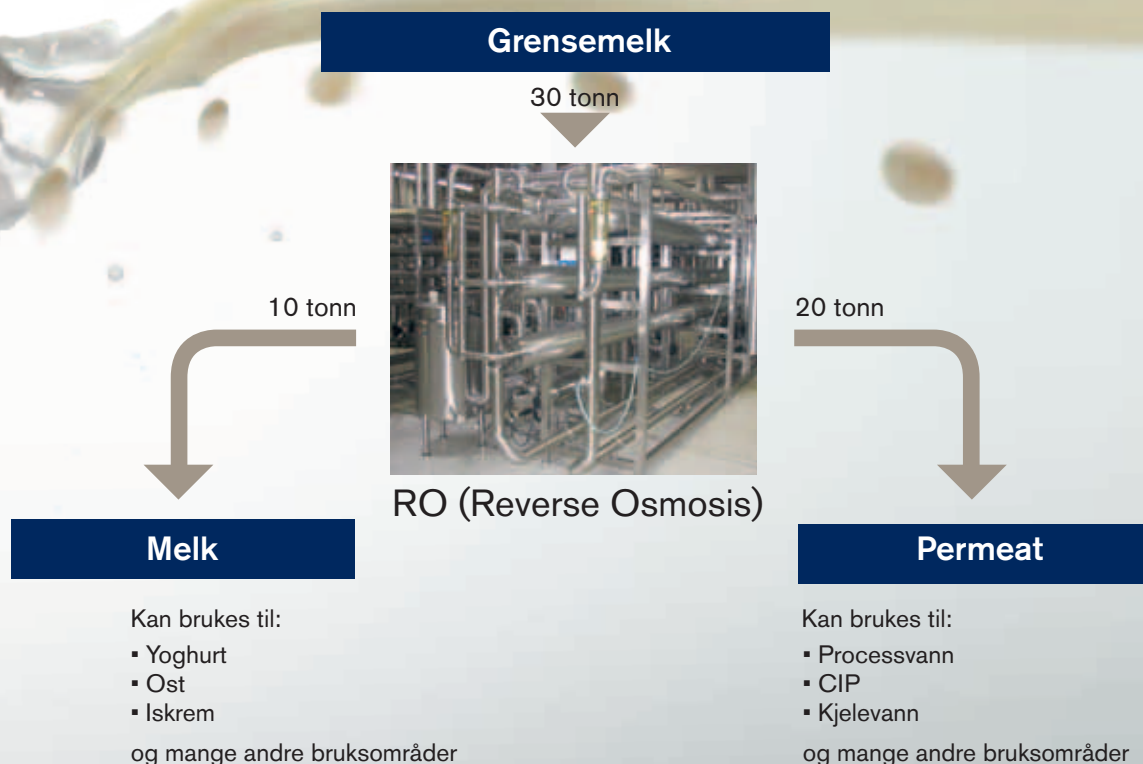 Grensemelk
30 tonn
10 tonn
20 tonn
RO (Reverse Osmosis)
Melk
Kan brukes til:
▪ Yoghurt
▪ Ost
▪ Iskrem
og mange andre bruksområder
Permeat
Kan brukes til:
▪ Processvann
▪ CIP
▪ Kjelevann
og mange andre bruksområder